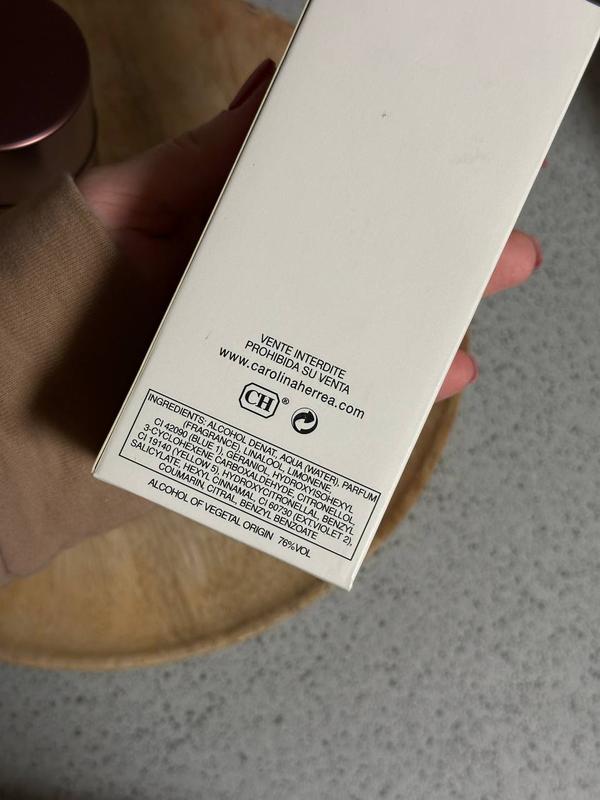 VENTE INTERDITE
PROHIBIDA SU VENTA
www.carolinaherrea.com
CH ®
INGREDIENTS: ALCOHOL DENAT, AQUA (WATER), PARFUM
(FRAGRANCE), LINALOOL, LIMONENE,
CI 42090 (BLUE 1), GERANIOL, HYDROXYISOHEXYL
3-CYCLOHEXENE CARBOXALDEHYDE, CITRONELLOL,
CI 19140 (YELLOW 5), HYDROXYCITRONELLAL, BENZYL
SALICYLATE, HEXYL CINNAMAL, CI 60730 (EXT.VIOLET 2),
COUMARIN, CITRAL, BENZYL BENZOATE
ALCOHOL OF VEGETAL ORIGIN 76%VOL